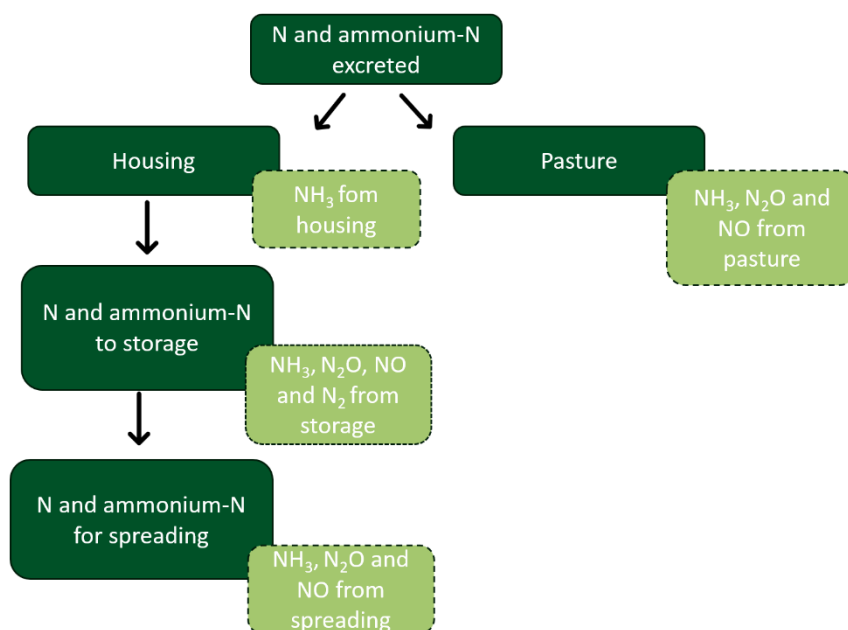 N and ammonium-N
excreted
Housing
Pasture
NH₃ fom
housing
NH₃, N₂O and
NO from
pasture
N and ammonium-N
to storage
NH₃, N₂O, NO
and N₂ from
storage
N and ammonium-N
for spreading
NH₃, N₂O and
NO from
spreading